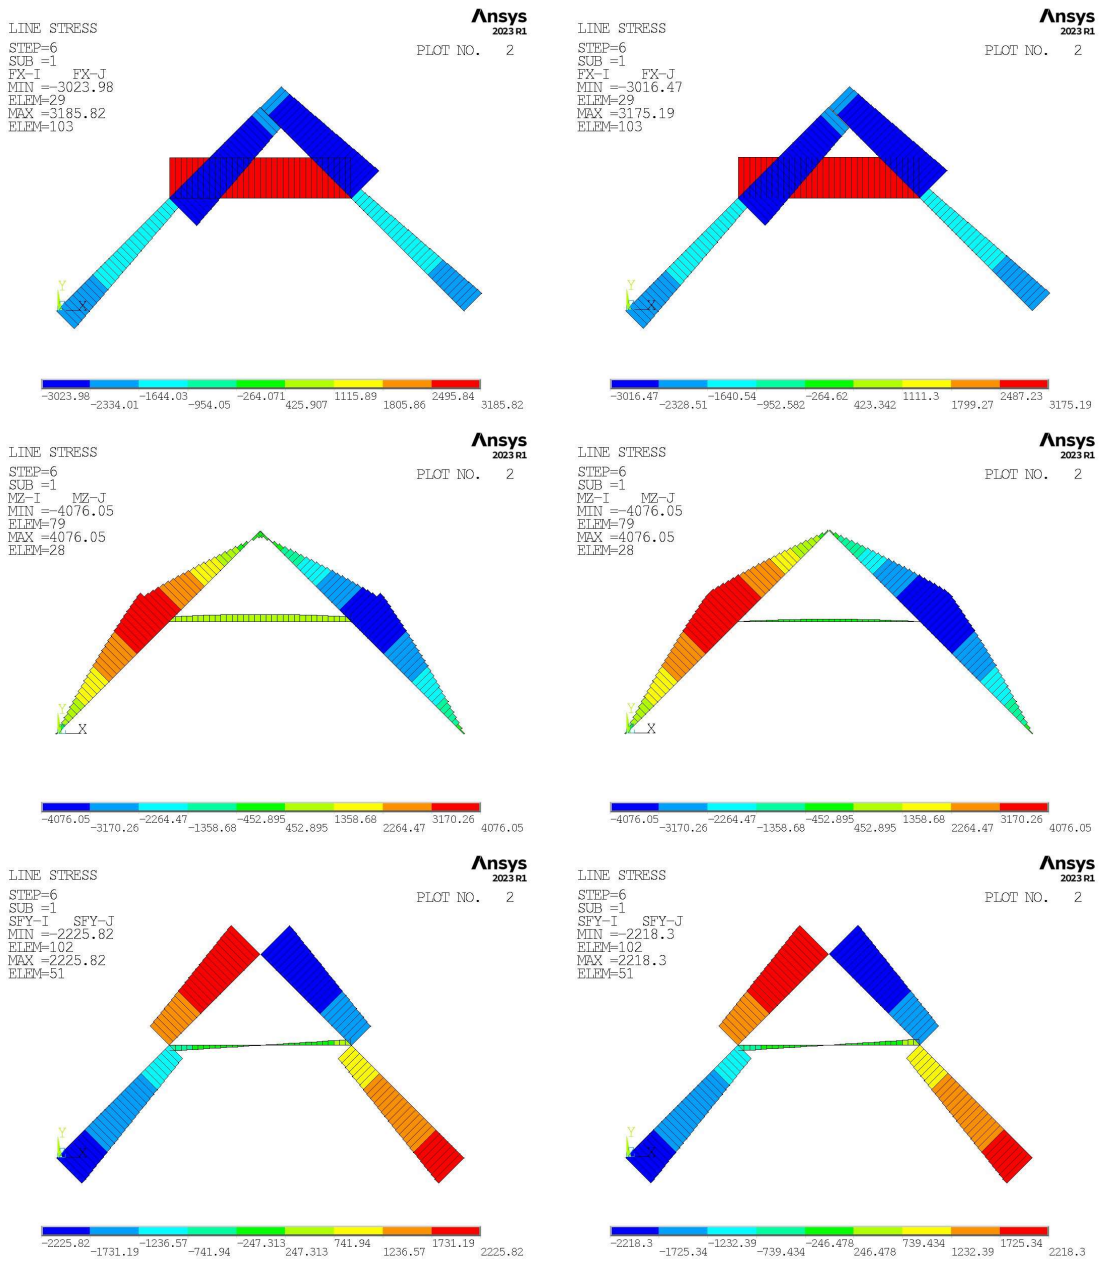 Ansys
2023 R1
LINE STRESS
STEP=6
SUB =1
FX-I FX-J
MIN =-3023.98
ELEM=29
MAX =3185.82
ELEM=103
PLOT NO. 2
Y
X
-3023.98 -2334.01 -1644.03 -954.05 -264.071 425.907 1115.89 1805.86 2495.84 3185.82
Ansys
2023 R1
LINE STRESS
STEP=6
SUB =1
FX-I FX-J
MIN =-3016.47
ELEM=29
MAX =3175.19
ELEM=103
PLOT NO. 2
Y
X
-3016.47 -2328.51 -1640.54 -952.582 -264.62 423.342 1111.3 1799.27 2487.23 3175.19
Ansys
2023 R1
LINE STRESS
STEP=6
SUB =1
MZ-I MZ-J
MIN =-4076.05
ELEM=79
MAX =4076.05
ELEM=28
PLOT NO. 2
Y
X
-4076.05 -3170.26 -2264.47 -1358.68 -452.895 452.895 1358.68 2264.47 3170.26 4076.05
Ansys
2023 R1
LINE STRESS
STEP=6
SUB =1
MZ-I MZ-J
MIN =-4076.05
ELEM=79
MAX =4076.05
ELEM=28
PLOT NO. 2
Y
X
-4076.05 -3170.26 -2264.47 -1358.68 -452.895 452.895 1358.68 2264.47 3170.26 4076.05
Ansys
2023 R1
LINE STRESS
STEP=6
SUB =1
SFY-I SFY-J
MIN =-2225.82
ELEM=102
MAX =2225.82
ELEM=51
PLOT NO. 2
Y
X
-2225.82 -1731.19 -1236.57 -741.94 -247.313 247.313 741.94 1236.57 1731.19 2225.82
Ansys
2023 R1
LINE STRESS
STEP=6
SUB =1
SFY-I SFY-J
MIN =-2218.3
ELEM=102
MAX =2218.3
ELEM=51
PLOT NO. 2
Y
X
-2218.3 -1725.34 -1232.39 -739.434 -246.478 246.478 739.434 1232.39 1725.34 2218.3